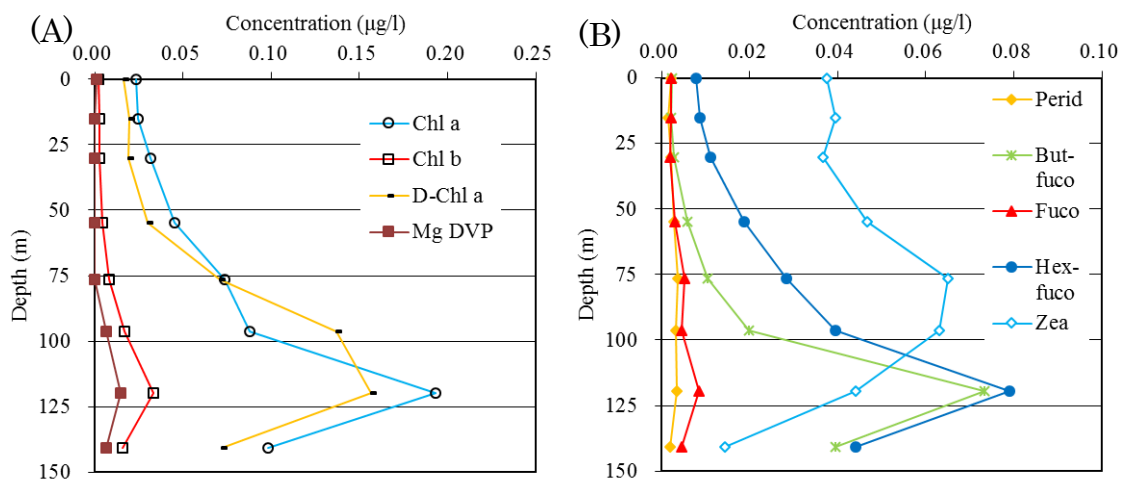 (A)
Concentration (µg/l)
0.00 0.05 0.10 0.15 0.20 0.25
0
25
50
75
100
125
150
Depth (m)
Chl a
Chl b
D-Chl a
Mg DVP
(B)
Concentration (µg/l)
0.00 0.02 0.04 0.06 0.08 0.10
0
25
50
75
100
125
150
Depth (m)
Perid
But-
fuco
Fuco
Hex-
fuco
Zea